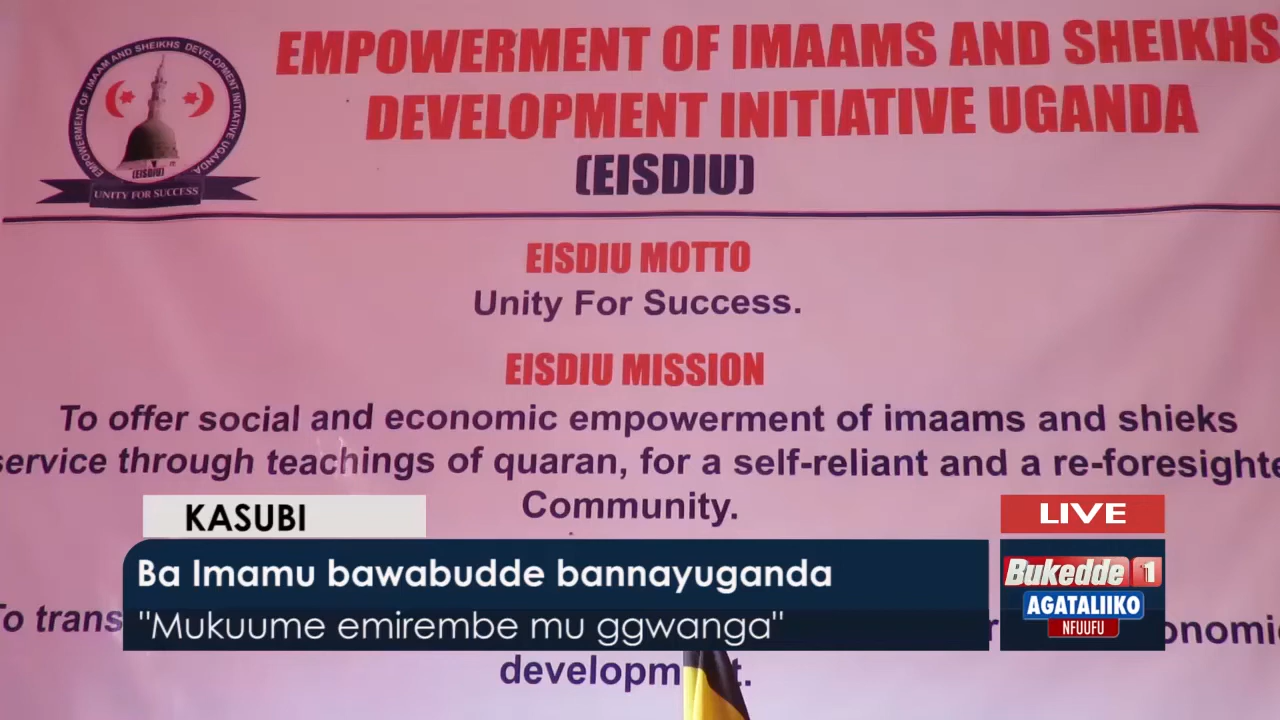 EMPOWERMENT OF IMAAMS AND SHEIKHS
DEVELOPMENT INITIATIVE UGANDA
(EISDIU)
EMPOWERMENT OF IMAAM AND SHEIKHS DEVELOPMENT INITIATIVE UGANDA
(EISDIU)
UNITY FOR SUCCESS
EISDIU MOTTO
Unity For Success.
EISDIU MISSION
To offer social and economic empowerment of imaams and shieks
service through teachings of quaran, for a self-reliant and a re-foresighte
Community.
To trans
onomic
KASUBI
Ba Imamu bawabudde bannayuganda
"Mukuume emirembe mu ggwanga"
LIVE
Bukedde 1
AGATALIIKO
NFUUFU